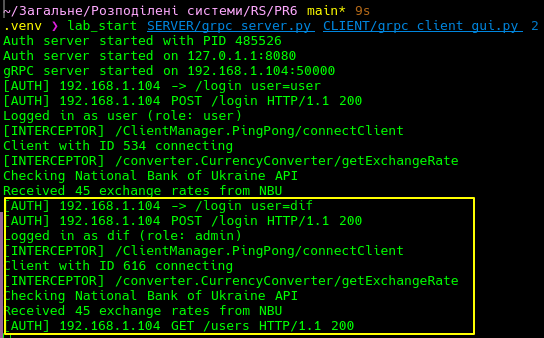 ~/Загальне/Розподілені системи/RS/PR6 main* 9s
.venv ❯ lab_start SERVER/grpc_server.py CLIENT/grpc_client_gui.py 2
Auth server started with PID 485526
Auth server started on 127.0.1.1:8080
gRPC server started on 192.168.1.104:50000
[AUTH] 192.168.1.104 -> /login user=user
[AUTH] 192.168.1.104 POST /login HTTP/1.1 200
Logged in as user (role: user)
[INTERCEPTOR] /ClientManager.PingPong/connectClient
Client with ID 534 connecting
[INTERCEPTOR] /converter.CurrencyConverter/getExchangeRate
Checking National Bank of Ukraine API
Received 45 exchange rates from NBU
[AUTH] 192.168.1.104 -> /login user=dif
[AUTH] 192.168.1.104 POST /login HTTP/1.1 200
Logged in as dif (role: admin)
[INTERCEPTOR] /ClientManager.PingPong/connectClient
Client with ID 616 connecting
[INTERCEPTOR] /converter.CurrencyConverter/getExchangeRate
Checking National Bank of Ukraine API
Received 45 exchange rates from NBU
[AUTH] 192.168.1.104 GET /users HTTP/1.1 200